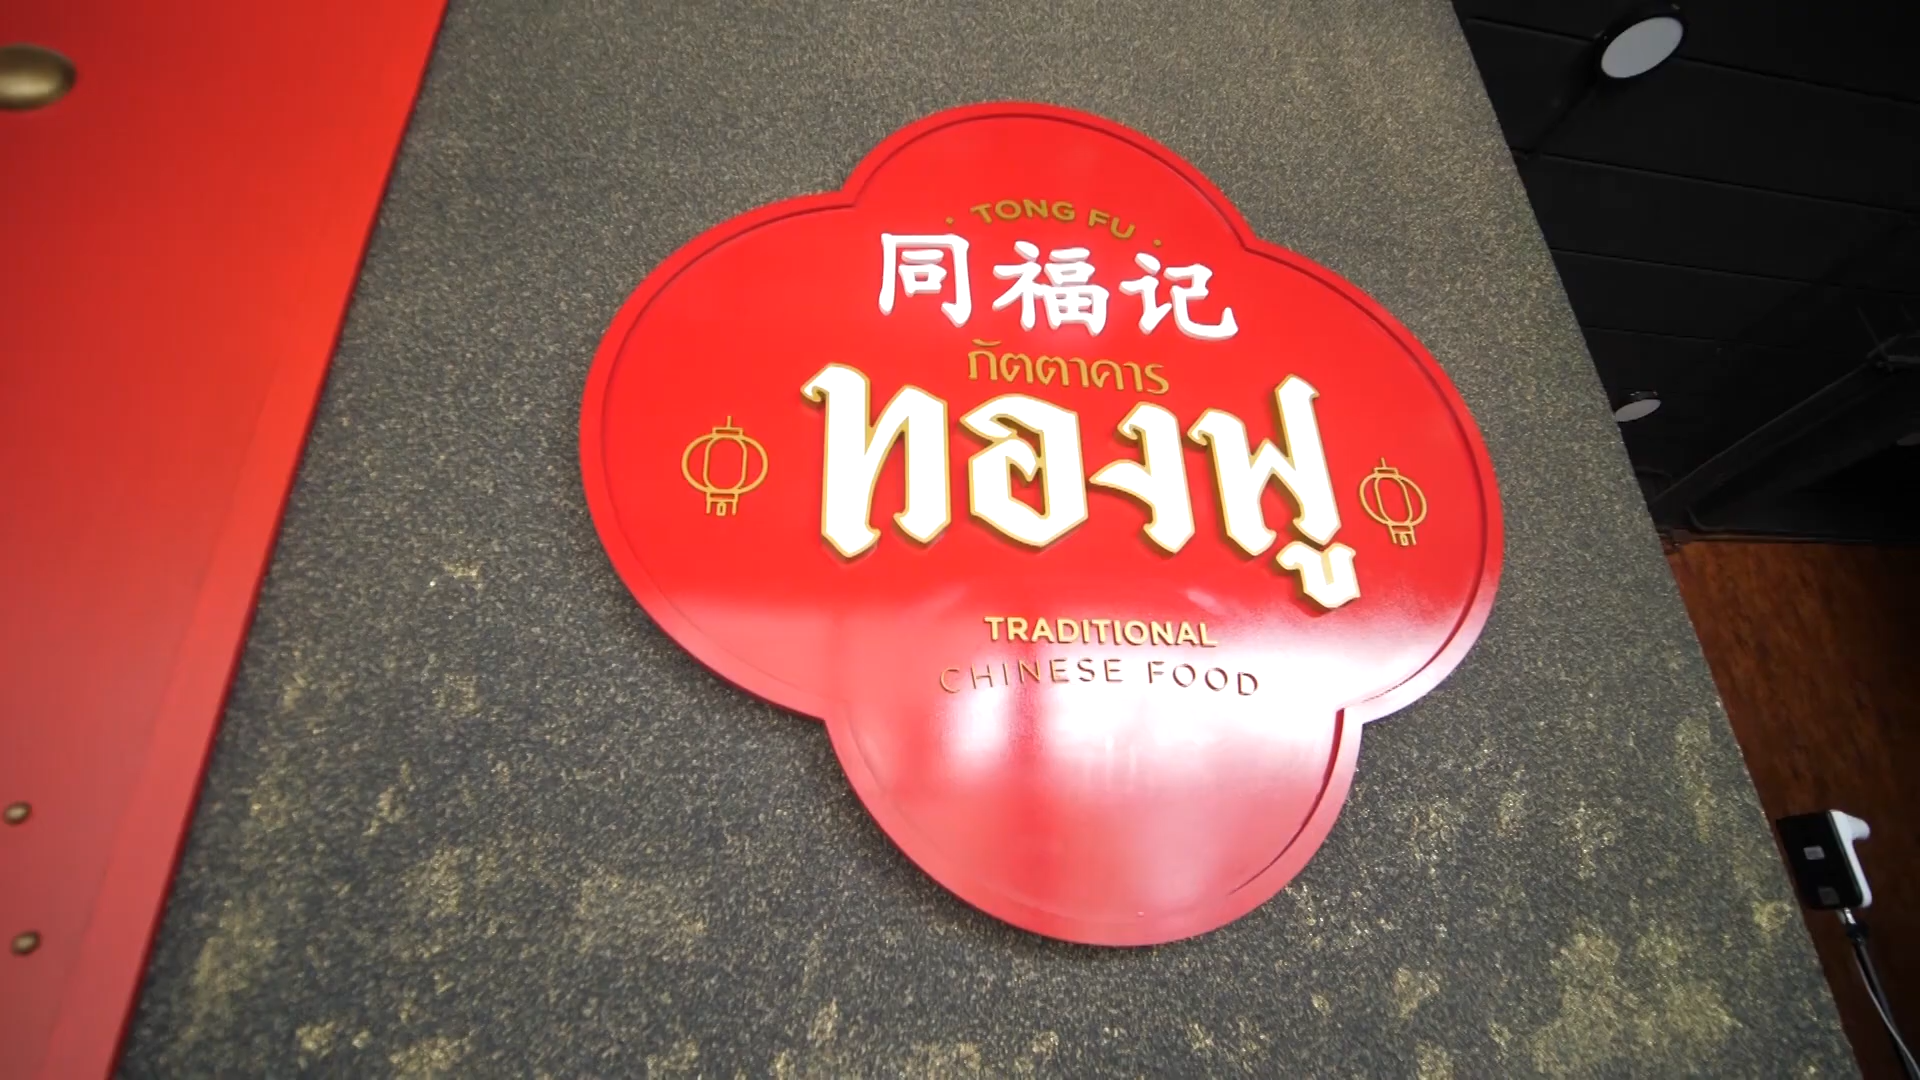 · TONG FU ·
同福记
ภัตตาคาร
ทองฟู
TRADITIONAL
CHINESE FOOD